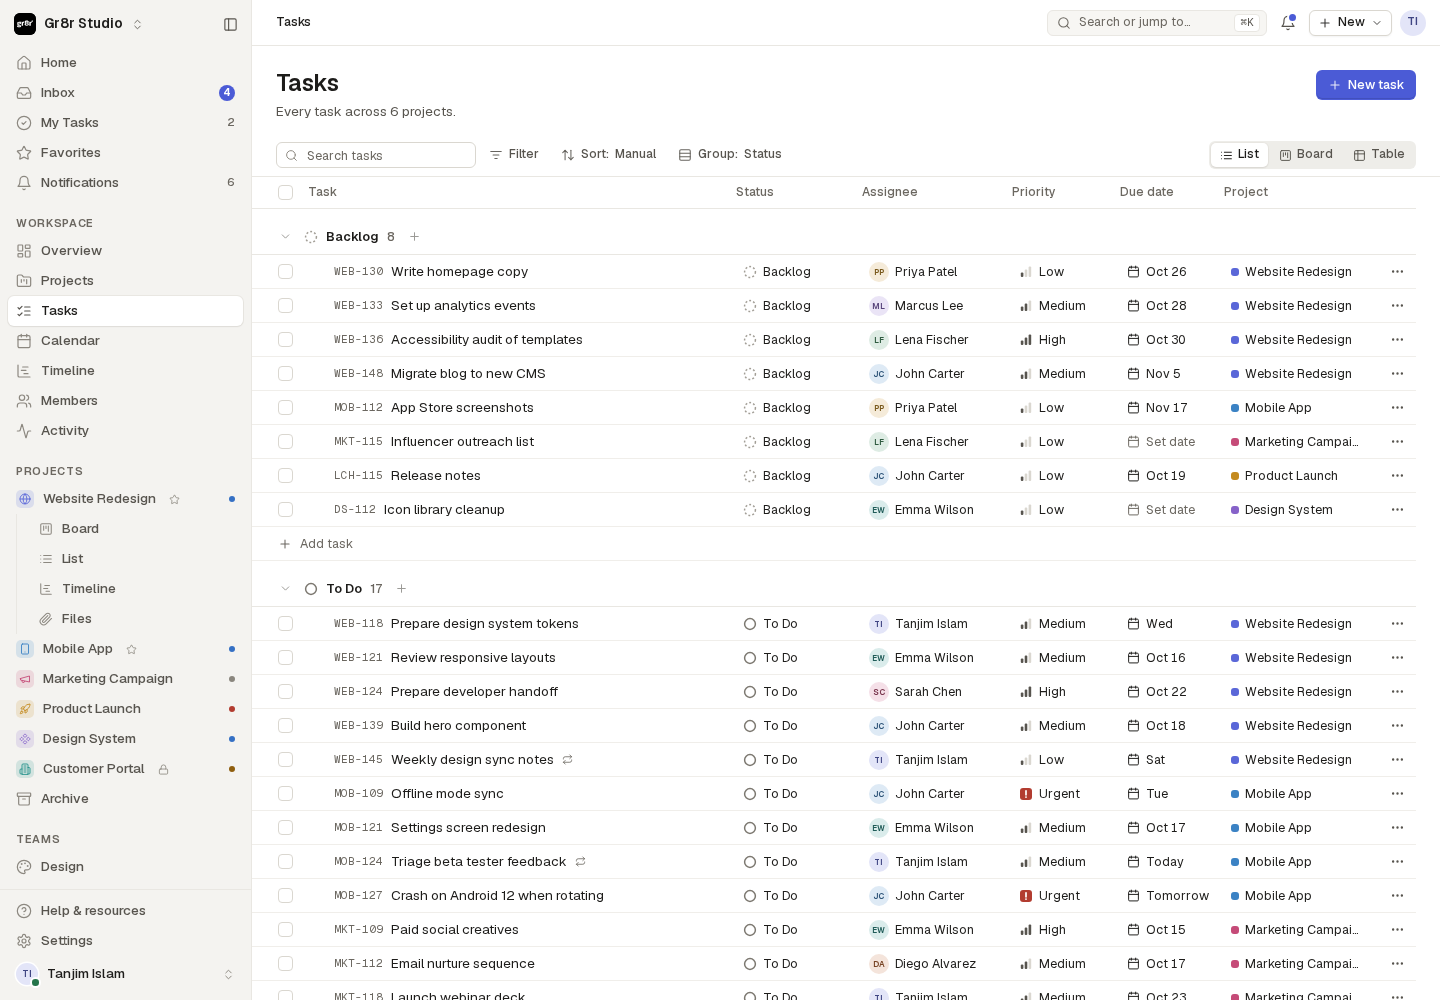 gr8r Gr8r Studio
Home
Inbox 4
My Tasks 2
Favorites
Notifications 6
WORKSPACE
Overview
Projects
Tasks
Calendar
Timeline
Members
Activity
PROJECTS
Website Redesign
Board
List
Timeline
Files
Mobile App
Marketing Campaign
Product Launch
Design System
Customer Portal
Archive
TEAMS
Design
Help & resources
Settings
TI Tanjim Islam
Tasks
Search or jump to... ⌘K
New
TI
Tasks
Every task across 6 projects.
New task
Search tasks
Filter
Sort: Manual
Group: Status
List
Board
Table
Task Status Assignee Priority Due date Project
Backlog 8
WEB-130 Write homepage copy Backlog PP Priya Patel Low Oct 26 Website Redesign
WEB-133 Set up analytics events Backlog ML Marcus Lee Medium Oct 28 Website Redesign
WEB-136 Accessibility audit of templates Backlog LF Lena Fischer High Oct 30 Website Redesign
WEB-148 Migrate blog to new CMS Backlog JC John Carter Medium Nov 5 Website Redesign
MOB-112 App Store screenshots Backlog PP Priya Patel Low Nov 17 Mobile App
MKT-115 Influencer outreach list Backlog LF Lena Fischer Low Set date Marketing Campai...
LCH-115 Release notes Backlog JC John Carter Low Oct 19 Product Launch
DS-112 Icon library cleanup Backlog EW Emma Wilson Low Set date Design System
Add task
To Do 17
WEB-118 Prepare design system tokens To Do TI Tanjim Islam Medium Wed Website Redesign
WEB-121 Review responsive layouts To Do EW Emma Wilson Medium Oct 16 Website Redesign
WEB-124 Prepare developer handoff To Do SC Sarah Chen High Oct 22 Website Redesign
WEB-139 Build hero component To Do JC John Carter Medium Oct 18 Website Redesign
WEB-145 Weekly design sync notes To Do TI Tanjim Islam Low Sat Website Redesign
MOB-109 Offline mode sync To Do JC John Carter Urgent Tue Mobile App
MOB-121 Settings screen redesign To Do EW Emma Wilson Medium Oct 17 Mobile App
MOB-124 Triage beta tester feedback To Do TI Tanjim Islam Medium Today Mobile App
MOB-127 Crash on Android 12 when rotating To Do JC John Carter Urgent Tomorrow Mobile App
MKT-109 Paid social creatives To Do EW Emma Wilson High Oct 15 Marketing Campai...
MKT-112 Email nurture sequence To Do DA Diego Alvarez Medium Oct 17 Marketing Campai...
MKT-118 Launch webinar deck To Do TI Tanjim Islam Medium Oct 23 Marketing Campai...